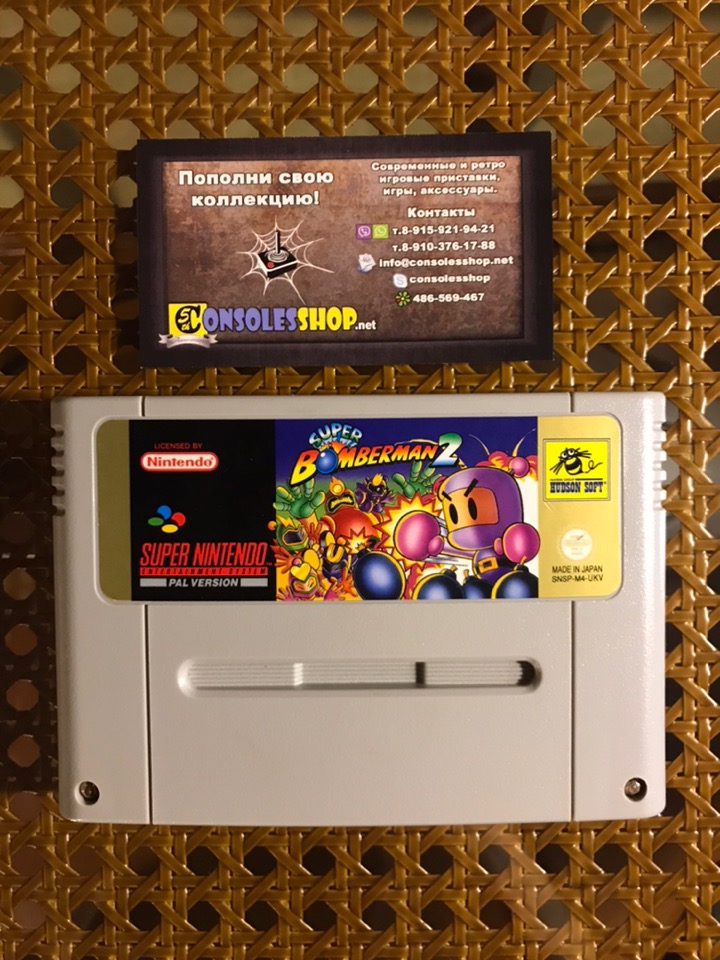 Пополни свою
коллекцию!
Современные и ретро
игровые приставки,
игры, аксессуары.
Контакты
т.8-915-921-94-21
т.8-910-376-17-88
info@consolesshop.net
consolesshop
486-569-467
CONSOLESSHOP.net
LICENSED BY
Nintendo
SUPER NINTENDO
ENTERTAINMENT SYSTEM
PAL VERSION
SUPER
BOMBERMAN 2
HUDSON SOFT
MADE IN JAPAN
SNSP-M4-UKV